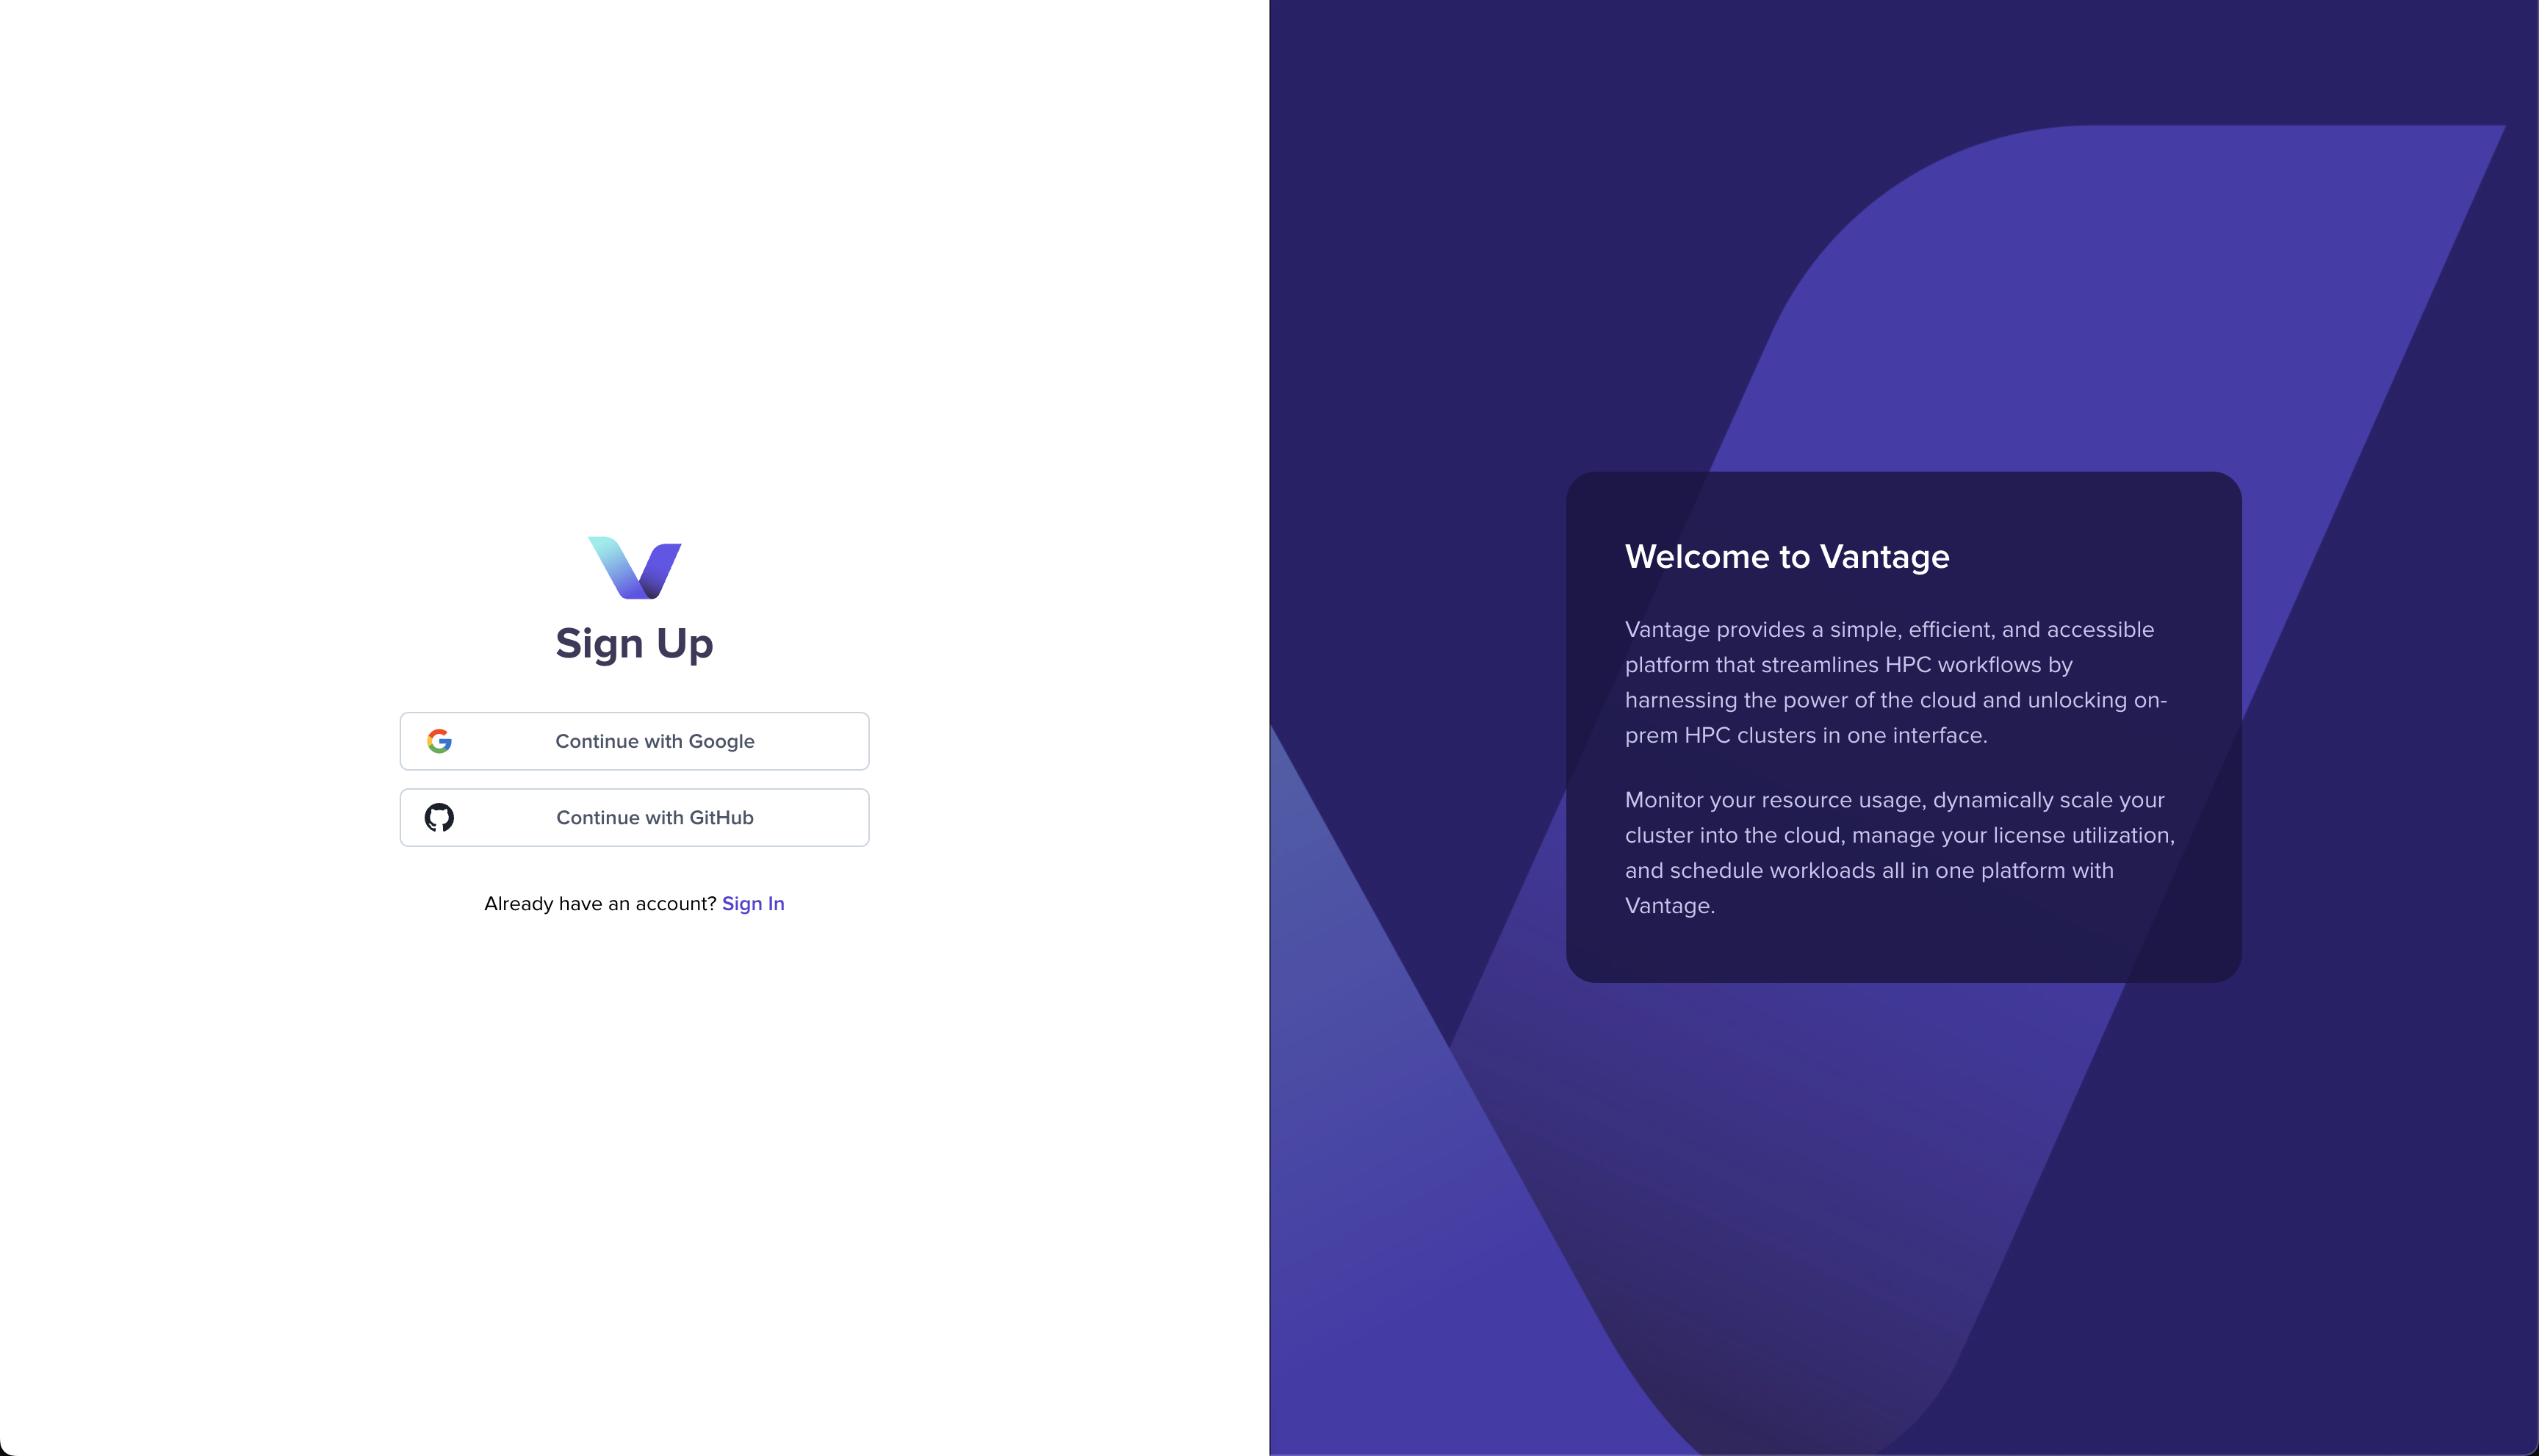 Sign Up
Continue with Google
Continue with GitHub
Already have an account? Sign In
Welcome to Vantage
Vantage provides a simple, efficient, and accessible
platform that streamlines HPC workflows by
harnessing the power of the cloud and unlocking on-
prem HPC clusters in one interface.
Monitor your resource usage, dynamically scale your
cluster into the cloud, manage your license utilization,
and schedule workloads all in one platform with
Vantage.